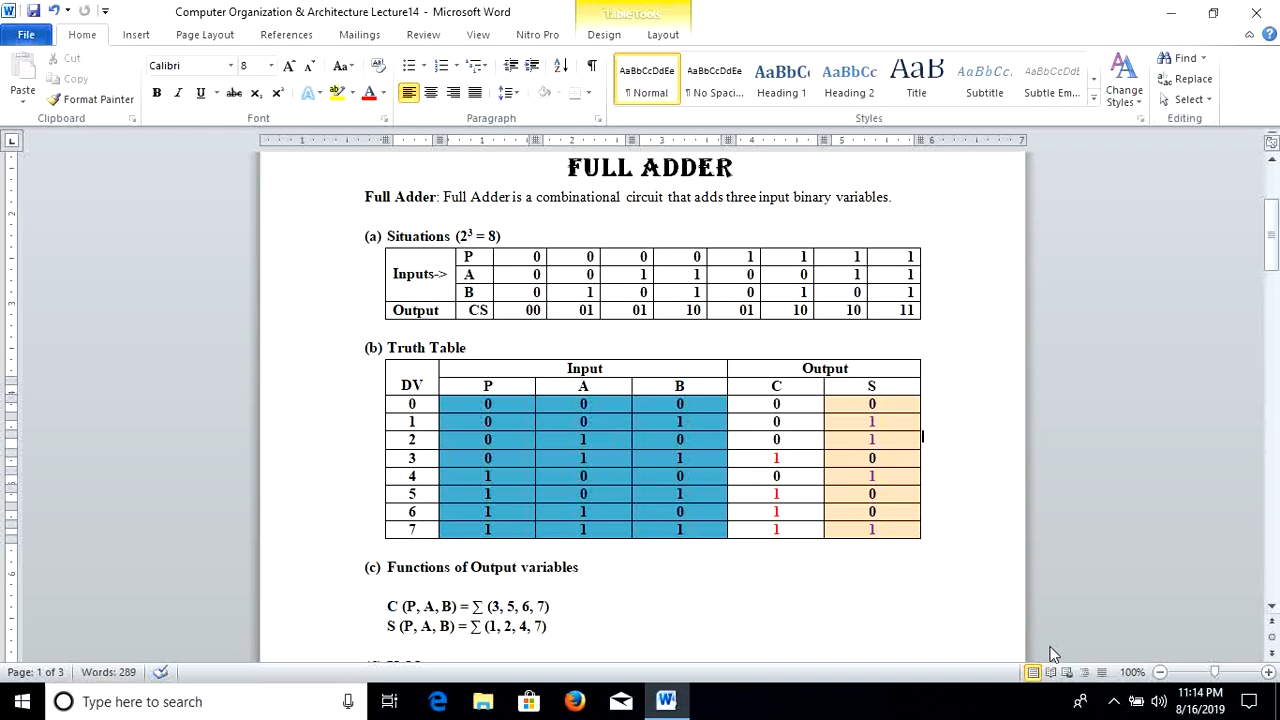 Computer Organization & Architecture Lecture14 - Microsoft Word
Table Tools
File Home Insert Page Layout References Mailings Review View Nitro Pro Design Layout
Paste
Cut
Copy
Format Painter
Clipboard
Calibri 8
Font
Paragraph
AaBbCcDdEe AaBbCcDdEe AaBbC AaBbCc AaB AaBbCc. AaBbCcDdE
¶ Normal ¶ No Spaci... Heading 1 Heading 2 Title Subtitle Subtle Em...
Styles
Change Styles
Find
Replace
Select
Editing
FULL ADDER
Full Adder: Full Adder is a combinational circuit that adds three input binary variables.
(a) Situations (2³ = 8)
Inputs-> P 0 0 0 0 1 1 1 1
A 0 0 1 1 0 0 1 1
B 0 1 0 1 0 1 0 1
Output CS 00 01 01 10 01 10 10 11
(b) Truth Table
DV Input Output
P A B C S
0 0 0 0 0 0
1 0 0 1 0 1
2 0 1 0 0 1
3 0 1 1 1 0
4 1 0 0 0 1
5 1 0 1 1 0
6 1 1 0 1 0
7 1 1 1 1 1
(c) Functions of Output variables
C (P, A, B) = ∑ (3, 5, 6, 7)
S (P, A, B) = ∑ (1, 2, 4, 7)
Page: 1 of 3 Words: 289 100%
Type here to search
11:14 PM
8/16/2019